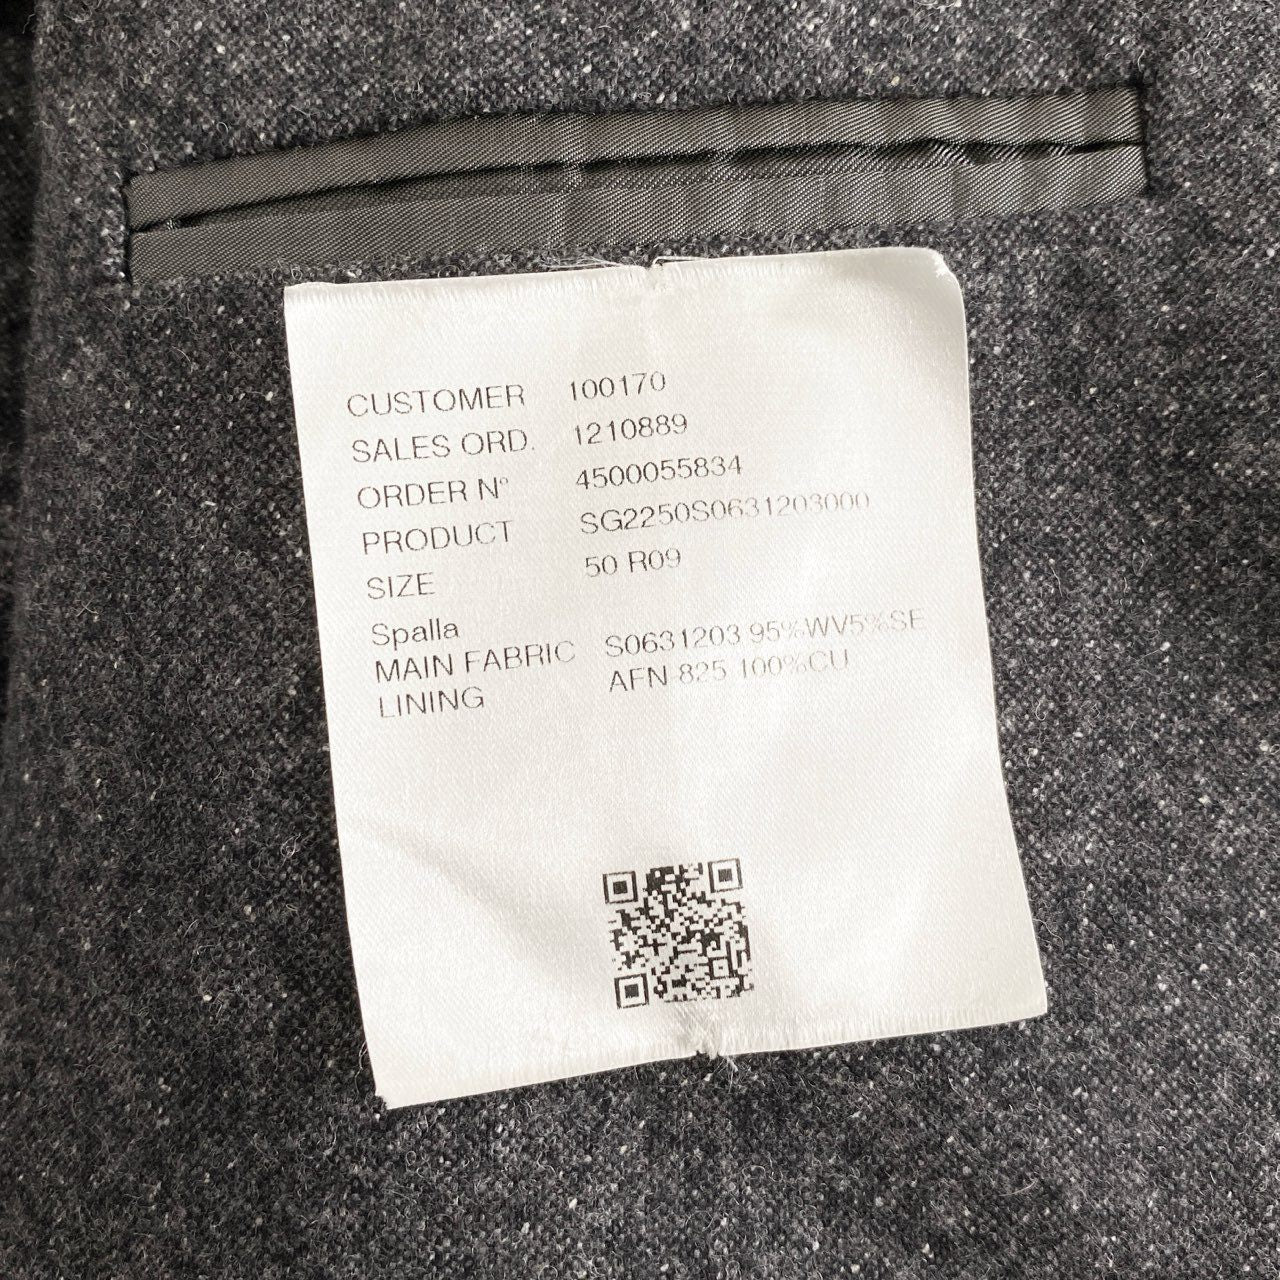 CUSTOMER 100170
SALES ORD. 1210889
ORDER Nº 4500055834
PRODUCT SG2250S0631203000
SIZE 50 R09
Spalla
MAIN FABRIC S0631203 95%WV5%SE
LINING AFN-825 100%CU